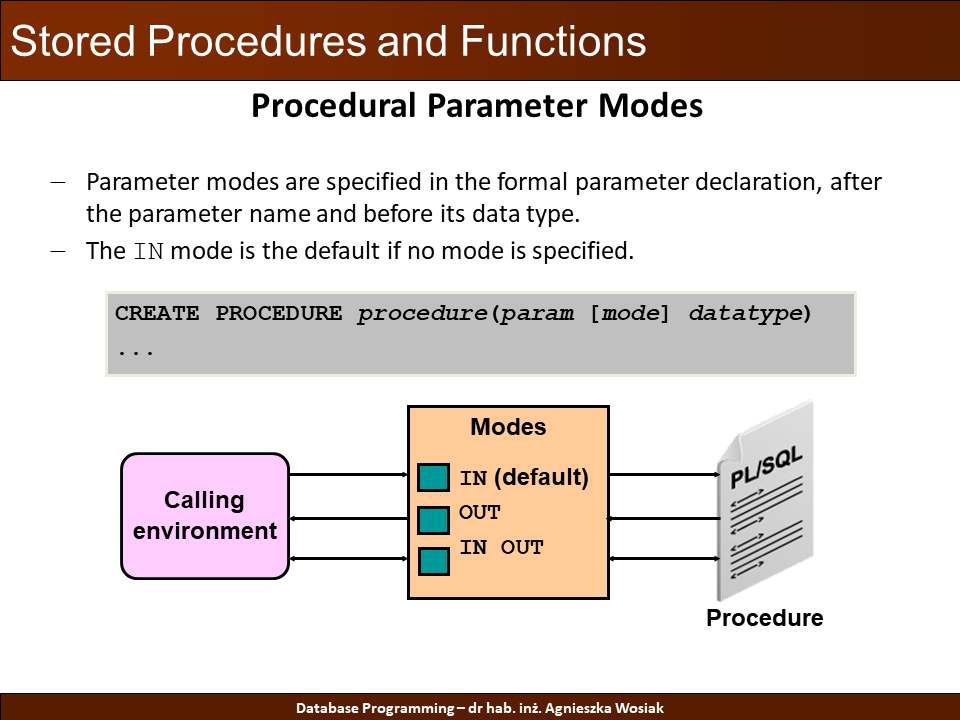 Stored Procedures and Functions
Procedural Parameter Modes
– Parameter modes are specified in the formal parameter declaration, after
the parameter name and before its data type.
– The IN mode is the default if no mode is specified.
CREATE PROCEDURE procedure(param [mode] datatype)
...
Modes
IN (default)
OUT
IN OUT
Calling
environment
PL/SQL
Procedure
Database Programming – dr hab. inż. Agnieszka Wosiak